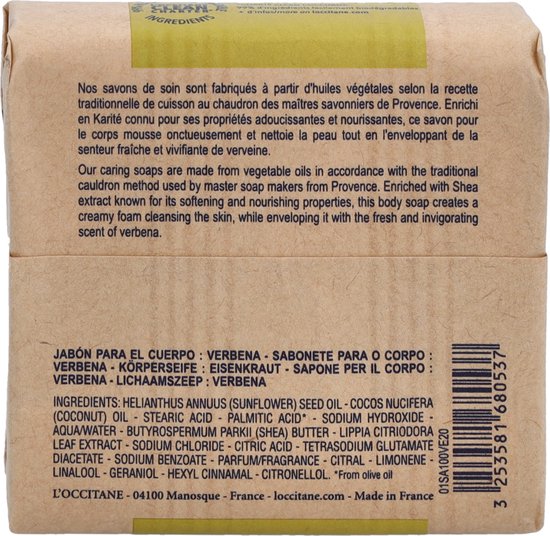 CLEAN
CHARTER
INGREDIENTS
+ d'infos/more on loccitane.com
Nos savons de soin sont fabriqués à partir d'huiles végétales selon la recette
traditionnelle de cuisson au chaudron des maîtres savonniers de Provence. Enrichi
en Karité connu pour ses propriétés adoucissantes et nourissantes, ce savon pour
le corps mousse onctueusement et nettoie la peau tout en l'enveloppant de la
senteur fraîche et vivifiante de verveine.
Our caring soaps are made from vegetable oils in accordance with the traditional
cauldron method used by master soap makers from Provence. Enriched with Shea
extract known for its softening and nourishing properties, this body soap creates a
creamy foam cleansing the skin, while enveloping it with the fresh and invigorating
scent of verbena.
JABÓN PARA EL CUERPO : VERBENA - SABONETE PARA O CORPO :
VERBENA - KÖRPERSEIFE : EISENKRAUT - SAPONE PER IL CORPO :
VERBENA - LICHAAMSZEEP : VERBENA
INGREDIENTS: HELIANTHUS ANNUUS (SUNFLOWER) SEED OIL - COCOS NUCIFERA
(COCONUT) OIL - STEARIC ACID - PALMITIC ACID* - SODIUM HYDROXIDE -
AQUA/WATER - BUTYROSPERMUM PARKII (SHEA) BUTTER - LIPPIA CITRIODORA
LEAF EXTRACT - SODIUM CHLORIDE - CITRIC ACID - TETRASODIUM GLUTAMATE
DIACETATE - SODIUM BENZOATE - PARFUM/FRAGRANCE - CITRAL - LIMONENE -
LINALOOL - GERANIOL - HEXYL CINNAMAL - CITRONELLOL. *From olive oil
L'OCCITANE - 04100 Manosque - France - loccitane.com - Made in France
01SA100VE20
3 253581 680537